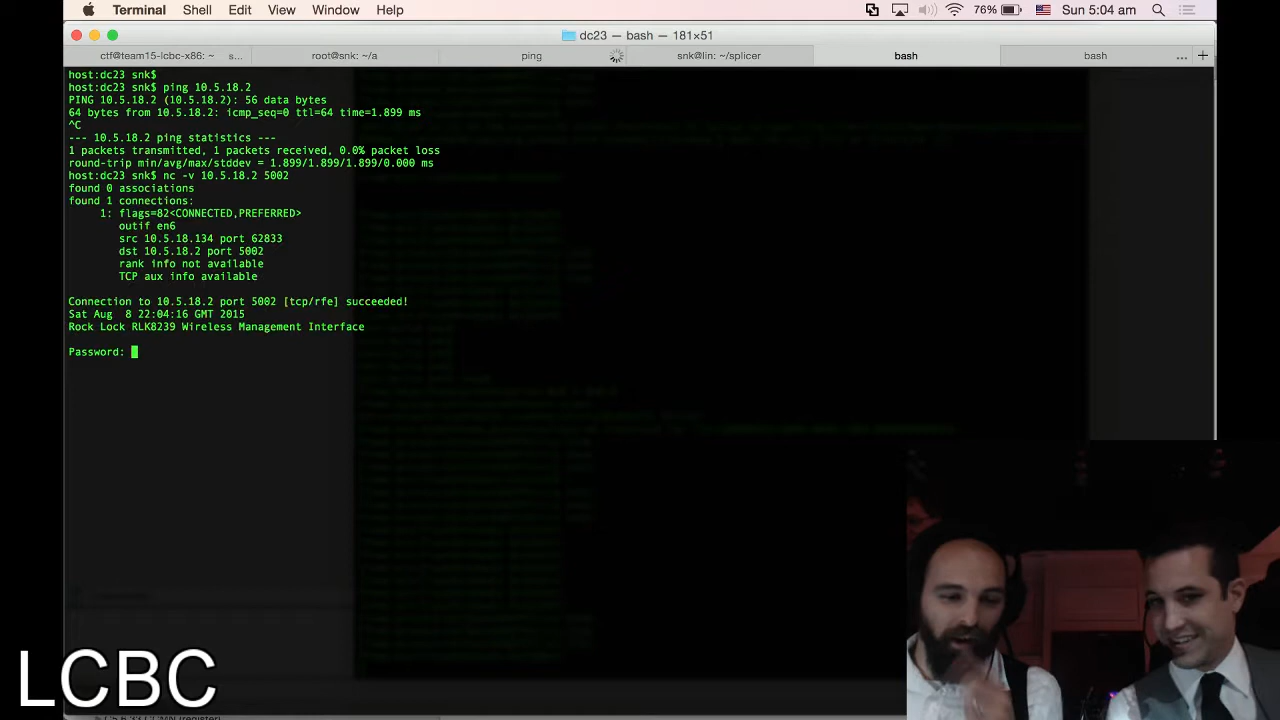 Terminal Shell Edit View Window Help 76% Sun 5:04 am
dc23 — bash — 181×51
ctf@team15-lcbc-x86: ~ s... root@snk: ~/a ping snk@lin: ~/splicer bash bash ... +
host:dc23 snk$
host:dc23 snk$ ping 10.5.18.2
PING 10.5.18.2 (10.5.18.2): 56 data bytes
64 bytes from 10.5.18.2: icmp_seq=0 ttl=64 time=1.899 ms
^C
--- 10.5.18.2 ping statistics ---
1 packets transmitted, 1 packets received, 0.0% packet loss
round-trip min/avg/max/stddev = 1.899/1.899/1.899/0.000 ms
host:dc23 snk$ nc -v 10.5.18.2 5002
found 0 associations
found 1 connections:
1: flags=82<CONNECTED,PREFERRED>
outif en6
src 10.5.18.134 port 62833
dst 10.5.18.2 port 5002
rank info not available
TCP aux info available
Connection to 10.5.18.2 port 5002 [tcp/rfe] succeeded!
Sat Aug 8 22:04:16 GMT 2015
Rock Lock RLK8239 Wireless Management Interface
Password:
LCBC